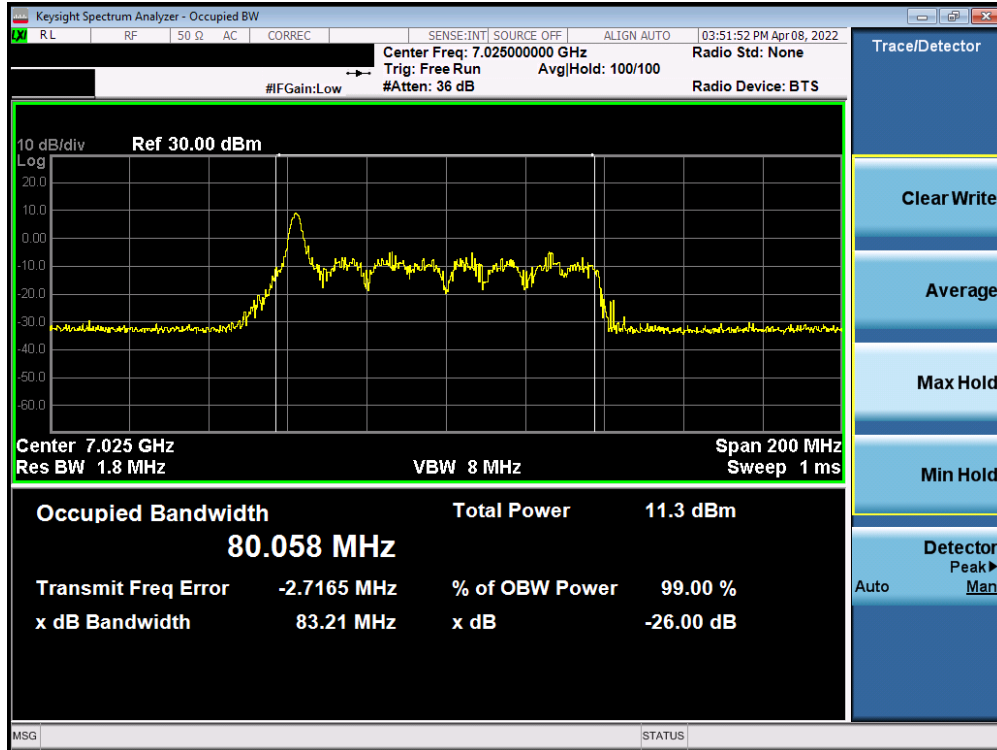 Keysight Spectrum Analyzer - Occupied BW
LXI RL RF 50 Ω AC CORREC SENSE:INT SOURCE OFF ALIGN AUTO 03:51:52 PM Apr 08, 2022
Center Freq: 7.025000000 GHz Radio Std: None
Trig: Free Run Avg|Hold: 100/100
#IFGain:Low #Atten: 36 dB Radio Device: BTS
Trace/Detector
10 dB/div Ref 30.00 dBm
Log
20.0
10.0
0.00
-10.0
-20.0
-30.0
-40.0
-50.0
-60.0
Center 7.025 GHz Span 200 MHz
Res BW 1.8 MHz VBW 8 MHz Sweep 1 ms
Occupied Bandwidth Total Power 11.3 dBm
80.058 MHz
Transmit Freq Error -2.7165 MHz % of OBW Power 99.00 %
x dB Bandwidth 83.21 MHz x dB -26.00 dB
Clear Write
Average
Max Hold
Min Hold
Detector
Peak▶
Auto Man
MSG STATUS